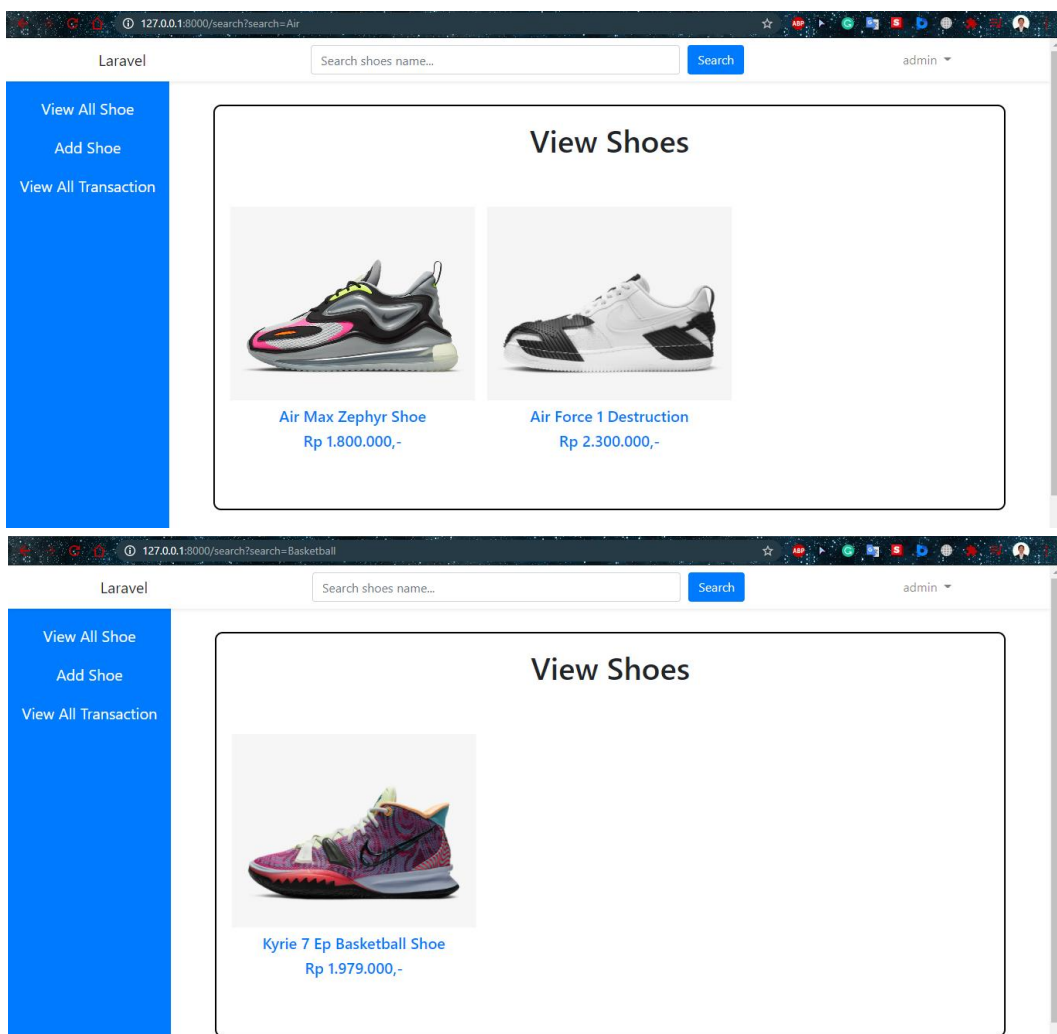 127.0.0.1:8000/search?search=Air
ABP
Laravel
Search shoes name...
Search
admin
View All Shoe
Add Shoe
View All Transaction
View Shoes
Air Max Zephyr Shoe
Rp 1.800.000,-
Air Force 1 Destruction
Rp 2.300.000,-
127.0.0.1:8000/search?search=Basketball
ABP
Laravel
Search shoes name...
Search
admin
View All Shoe
Add Shoe
View All Transaction
View Shoes
Kyrie 7 Ep Basketball Shoe
Rp 1.979.000,-